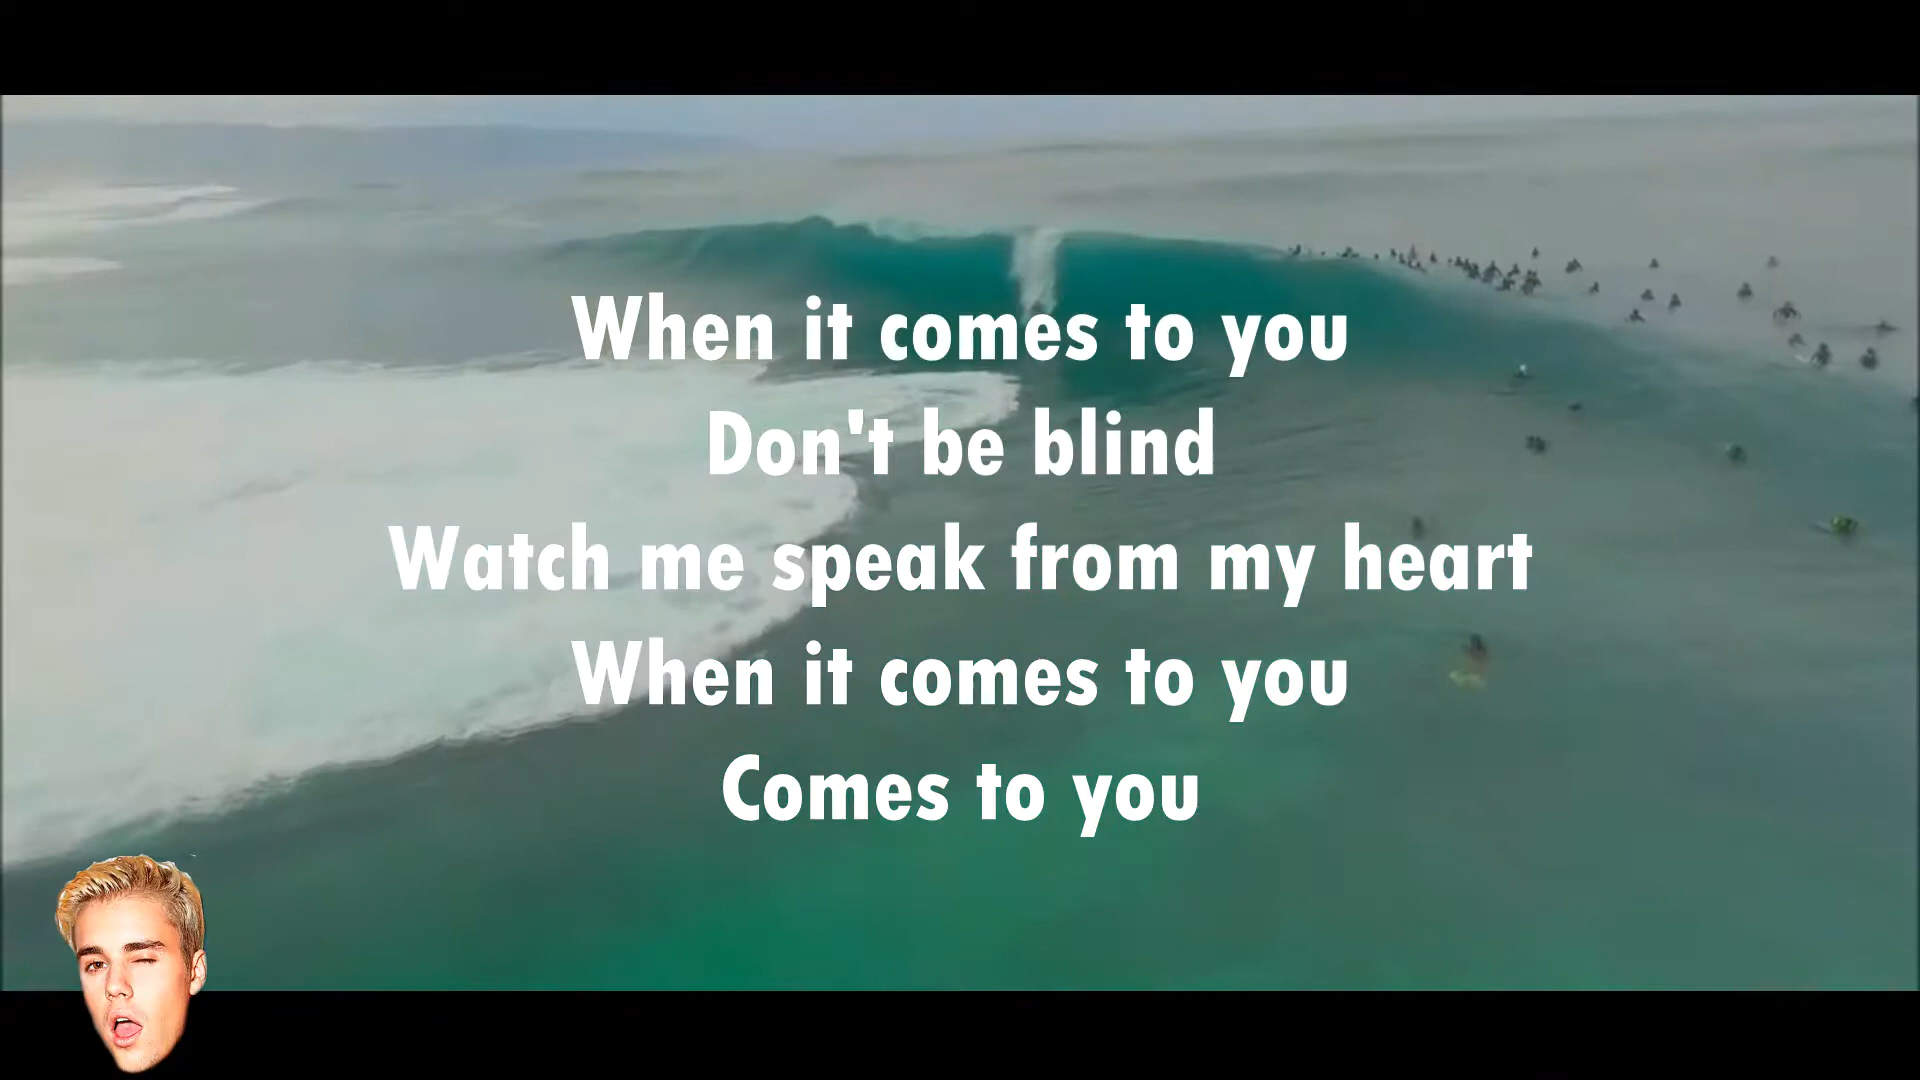 When it comes to you
Don't be blind
Watch me speak from my heart
When it comes to you
Comes to you